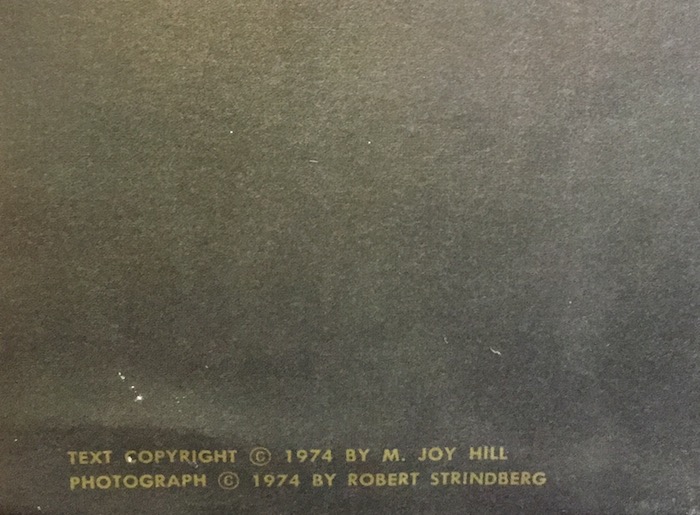 TEXT COPYRIGHT © 1974 BY M. JOY HILL
PHOTOGRAPH © 1974 BY ROBERT STRINDBERG